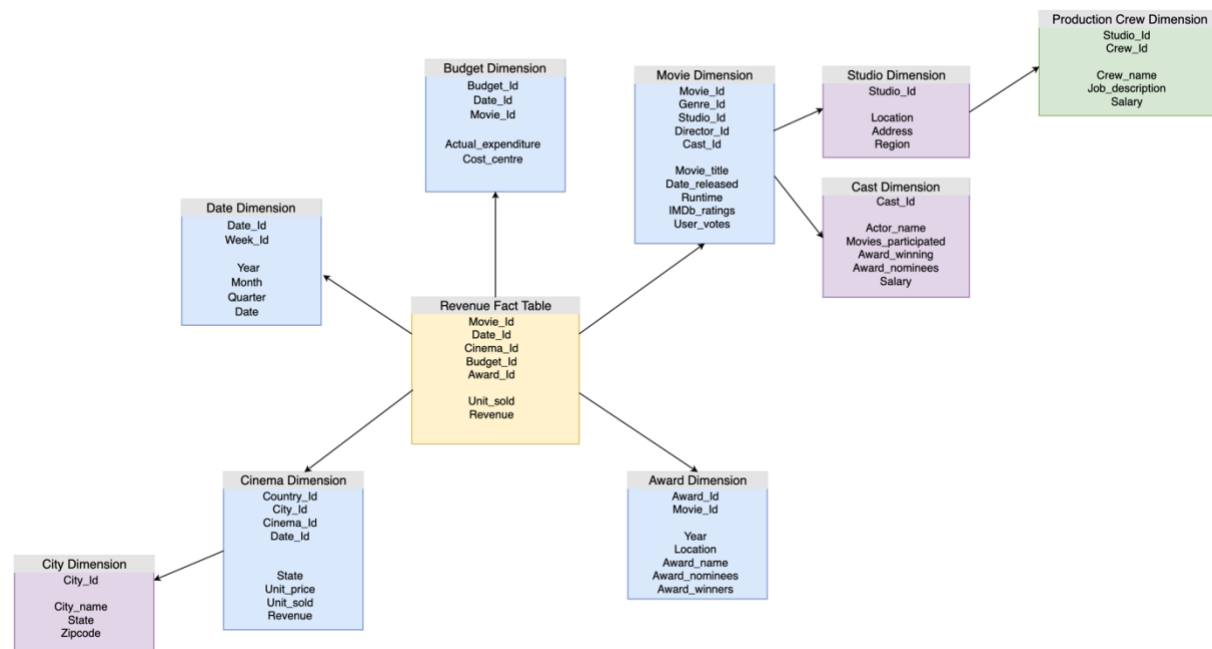 Production Crew Dimension
Studio_Id
Crew_Id
Crew_name
Job_description
Salary
Budget Dimension
Budget_Id
Date_Id
Movie_Id
Actual_expenditure
Cost_centre
Movie Dimension
Movie_Id
Genre_Id
Studio_Id
Director_Id
Cast_Id
Movie_title
Date_released
Runtime
IMDb_ratings
User_votes
Studio Dimension
Studio_Id
Location
Address
Region
Cast Dimension
Cast_Id
Actor_name
Movies_participated
Award_winning
Award_nominees
Salary
Date Dimension
Date_Id
Week_Id
Year
Month
Quarter
Date
Revenue Fact Table
Movie_Id
Date_Id
Cinema_Id
Budget_Id
Award_Id
Unit_sold
Revenue
Cinema Dimension
Country_Id
City_Id
Cinema_Id
Date_Id
State
Unit_price
Unit_sold
Revenue
Award Dimension
Award_Id
Movie_Id
Year
Location
Award_name
Award_nominees
Award_winners
City Dimension
City_Id
City_name
State
Zipcode